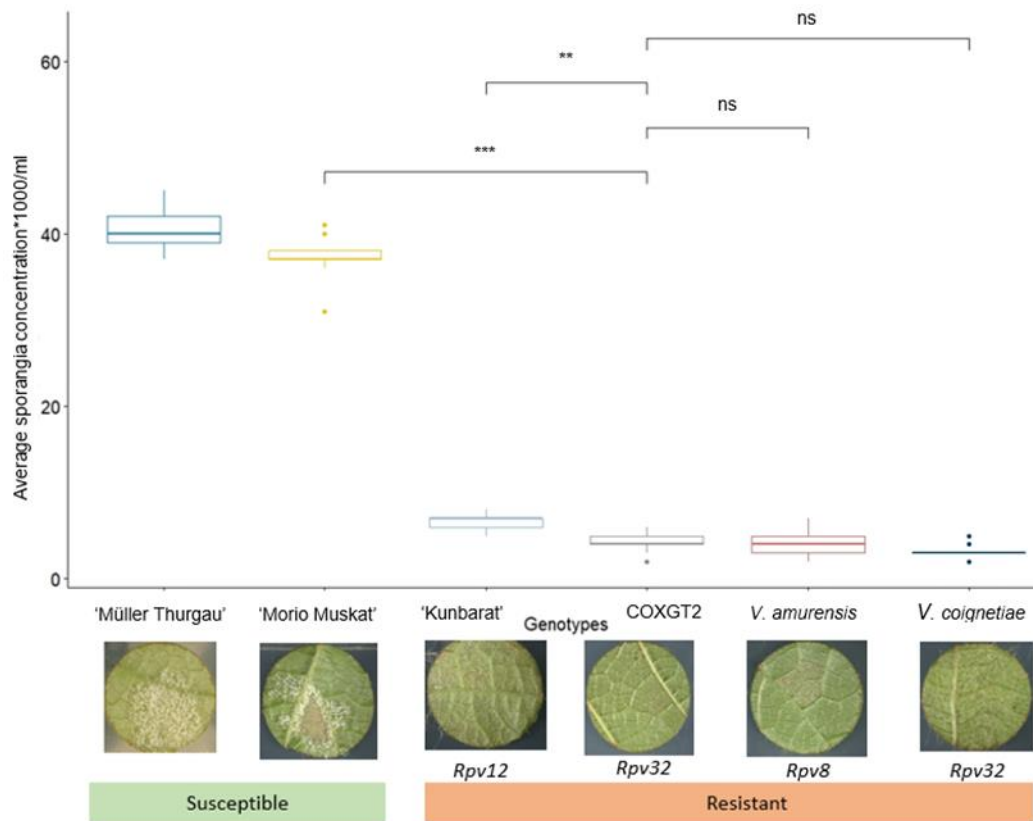 ns
60
**
ns
***
Average sporangia concentration*1000/ml
40
20
0
'Müller Thurgau' 'Morio Muskat' 'Kunbarat' COXGT2 V. amurensis V. coignetiae
Genotypes
Rpv12 Rpv32 Rpv8 Rpv32
Susceptible Resistant